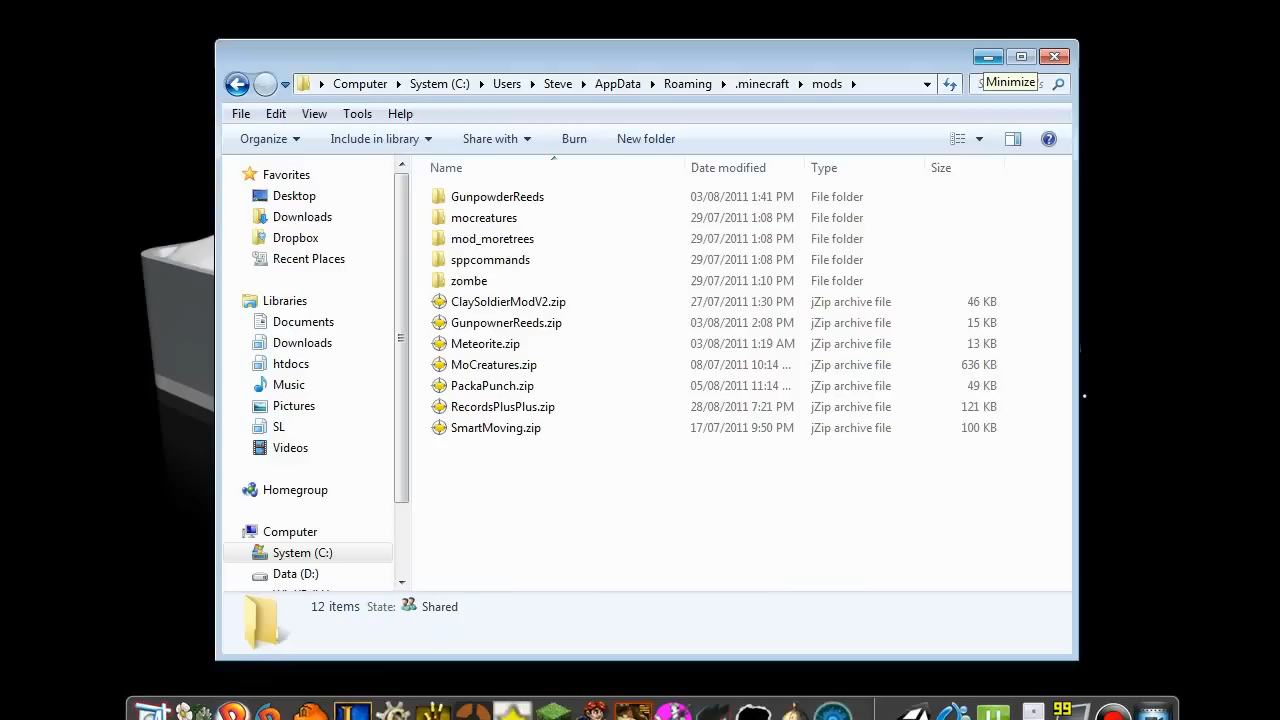 Minimize
Computer System (C:) Users Steve AppData Roaming .minecraft mods
File Edit View Tools Help
Organize Include in library Share with Burn New folder
Name Date modified Type Size
Favorites
Desktop
Downloads
Dropbox
Recent Places
Libraries
Documents
Downloads
htdocs
Music
Pictures
SL
Videos
Homegroup
Computer
System (C:)
Data (D:)
GunpowderReeds 03/08/2011 1:41 PM File folder
mocreatures 29/07/2011 1:08 PM File folder
mod_moretrees 29/07/2011 1:08 PM File folder
sppcommands 29/07/2011 1:08 PM File folder
zombe 29/07/2011 1:10 PM File folder
ClaySoldierModV2.zip 27/07/2011 1:30 PM jZip archive file 46 KB
GunpownerReeds.zip 03/08/2011 2:08 PM jZip archive file 15 KB
Meteorite.zip 03/08/2011 1:19 AM jZip archive file 13 KB
MoCreatures.zip 08/07/2011 10:14 ... jZip archive file 636 KB
PackaPunch.zip 05/08/2011 11:14 ... jZip archive file 49 KB
RecordsPlusPlus.zip 28/08/2011 7:21 PM jZip archive file 121 KB
SmartMoving.zip 17/07/2011 9:50 PM jZip archive file 100 KB
12 items State: Shared
99